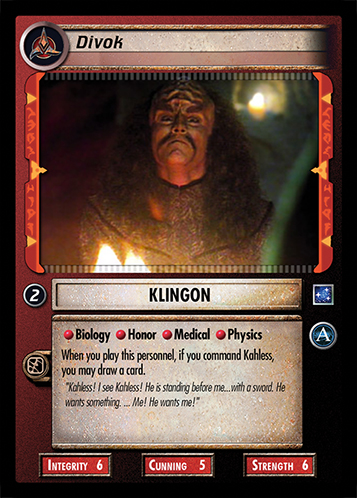 Divok
2
KLINGON
Biology Honor Medical Physics
A
When you play this personnel, if you command Kahless,
you may draw a card.
"Kahless! I see Kahless! He is standing before me...with a sword. He
wants something. ... Me! He wants me!"
INTEGRITY 6 CUNNING 5 STRENGTH 6